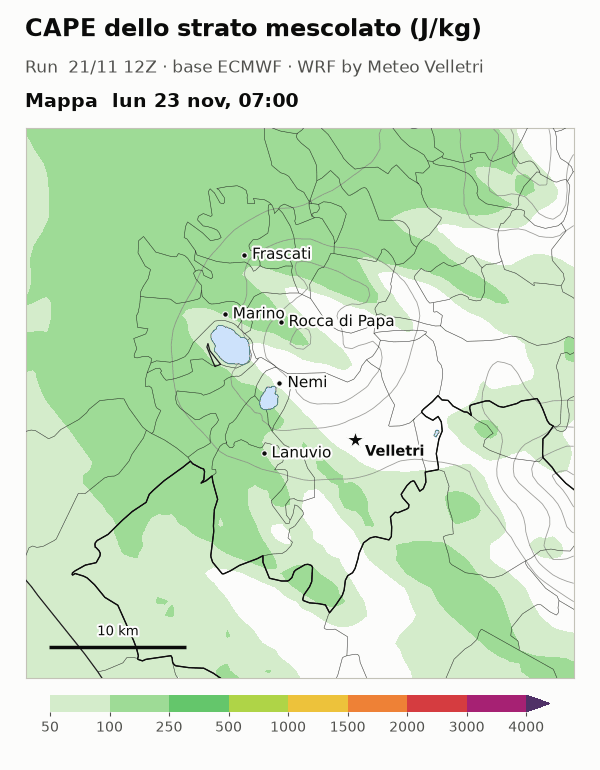 CAPE dello strato mescolato (J/kg)
Run  21/11 12Z · base ECMWF · WRF by Meteo Velletri
Mappa  lun 23 nov, 07:00
Frascati
Marino
Rocca di Papa
Nemi
Velletri
Lanuvio
10 km
50 100 250 500 1000 1500 2000 3000 4000